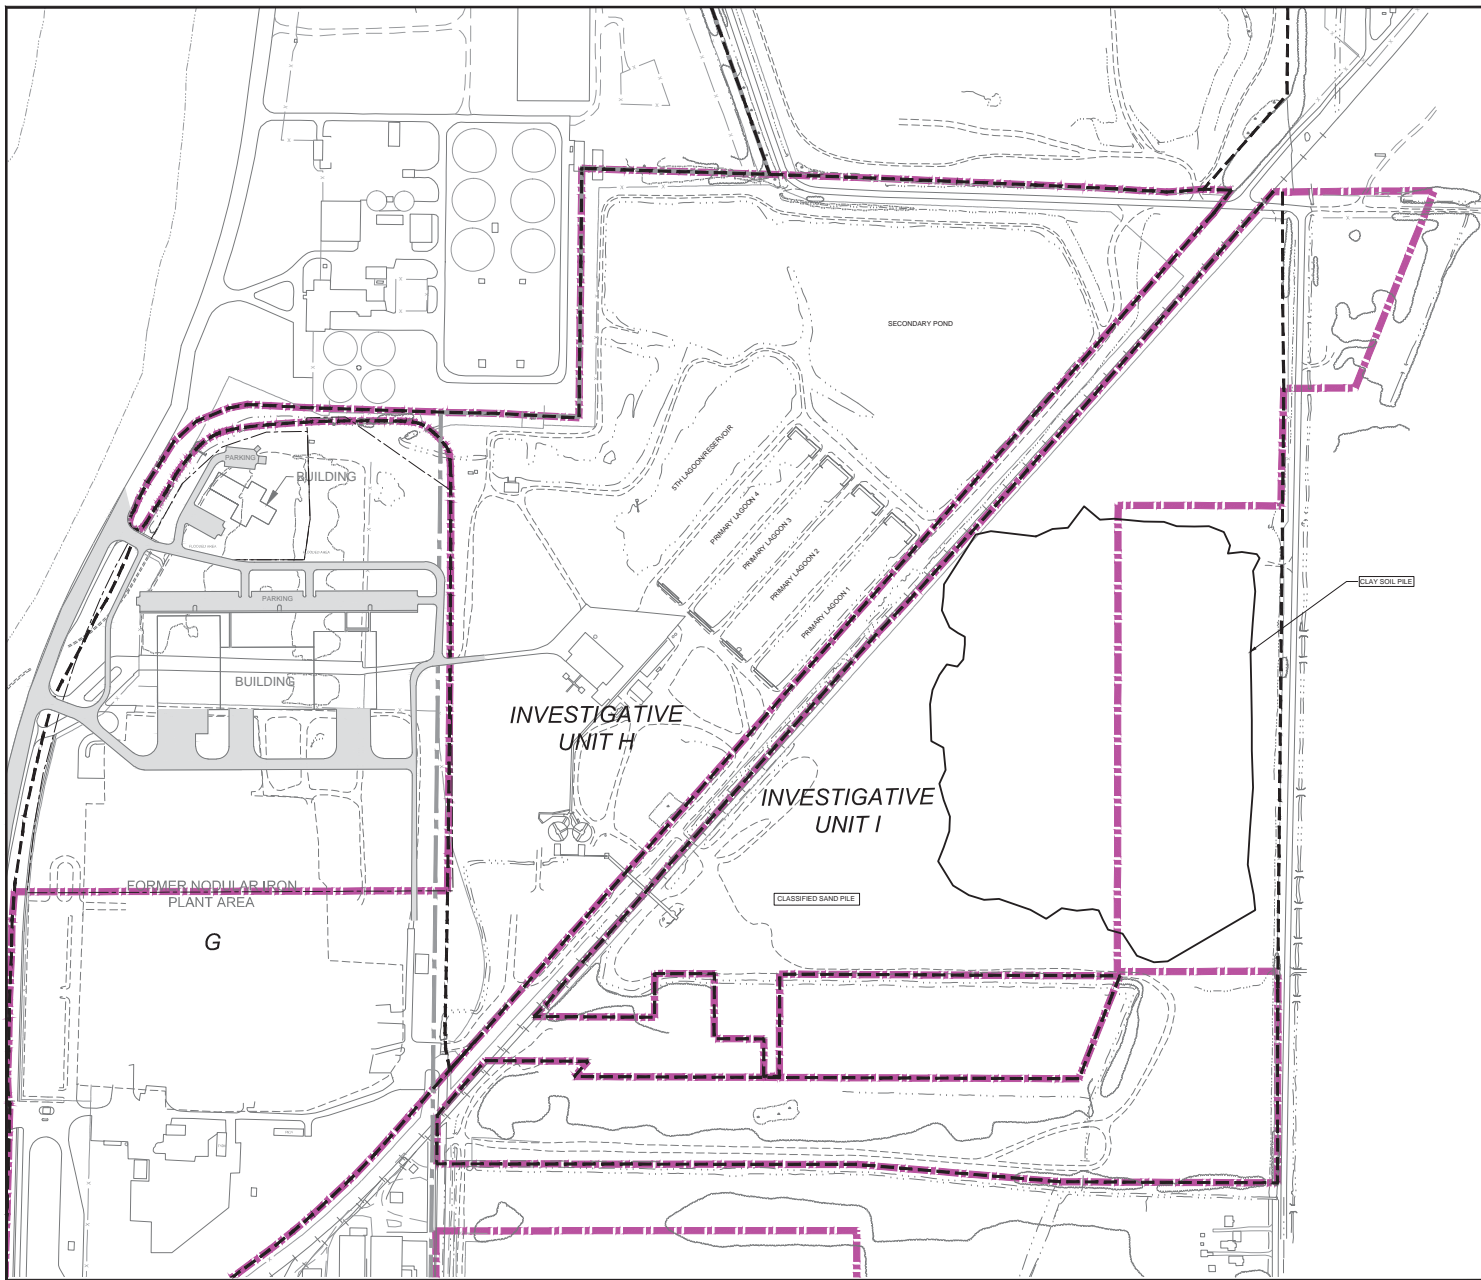 SECONDARY POND
5TH LAGOON/RESERVOIR
PARKING
BUILDING
PRIMARY LAGOON 4
PRIMARY LAGOON 3
PRIMARY LAGOON 2
PRIMARY LAGOON 1
CLAY SOIL PILE
PARKING
BUILDING
INVESTIGATIVE
UNIT H
INVESTIGATIVE
UNIT I
CLASSIFIED SAND PILE
FORMER NODULAR IRON
PLANT AREA
G